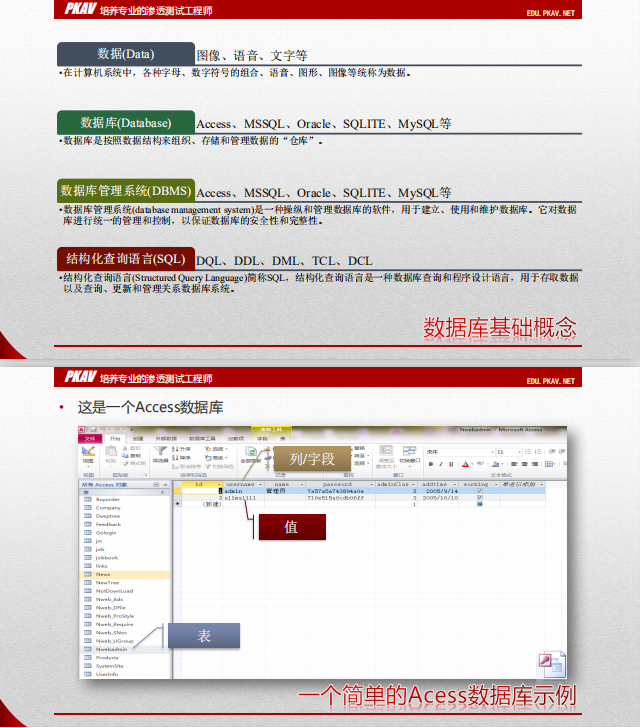 PKAV 培养专业的渗透测试工程师
EDU.PKAV.NET
数据(Data)
图像、语音、文字等
•在计算机系统中，各种字母、数字符号的组合、语音、图形、图像等统称为数据。
数据库(Database)
Access、MSSQL、Oracle、SQLITE、MySQL等
•数据库是按照数据结构来组织、存储和管理数据的“仓库”。
数据库管理系统(DBMS)
Access、MSSQL、Oracle、SQLITE、MySQL等
•数据库管理系统(database management system)是一种操纵和管理数据库的软件，用于建立、使用和维护数据库。它对数据
库进行统一的管理和控制，以保证数据库的安全性和完整性。
结构化查询语言(SQL)
DQL、DDL、DML、TCL、DCL
•结构化查询语言(Structured Query Language)简称SQL，结构化查询语言是一种数据库查询和程序设计语言，用于存取数据
以及查询、更新和管理关系数据库系统。
数据库基础概念
PKAV 培养专业的渗透测试工程师
EDU.PKAV.NET
• 这是一个Access数据库
Nwebadmin - Microsoft Access
文件 开始 创建 外部数据 数据库工具
列/字段
所有 Access 对象
id username name password addtime working
1 admin 管理员 3 2005/9/14
3 2005/10/10
(新建) 1
值
表
Buyorder
Company
Deeptree
Feedback
Gologin
jm
job
jobbook
links
News
NewTree
NotDownLoad
Nweb_Ads
Nweb_Dfile
Nweb_ProStyle
Nweb_Require
Nweb_SNov
Nweb_UGroup
Nwebadmin
Products
SystemSite
UserInfo
一个简单的Acess数据库示例